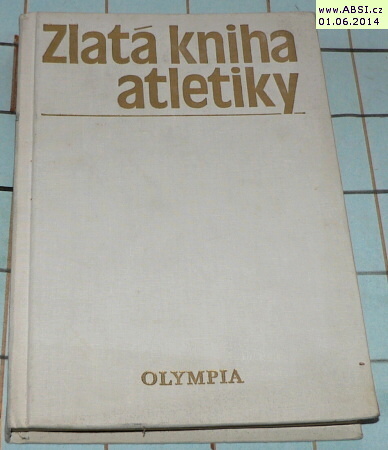 www.ABSI.cz
01.06.2014
Zlatá kniha
atletiky
OLYMPIA